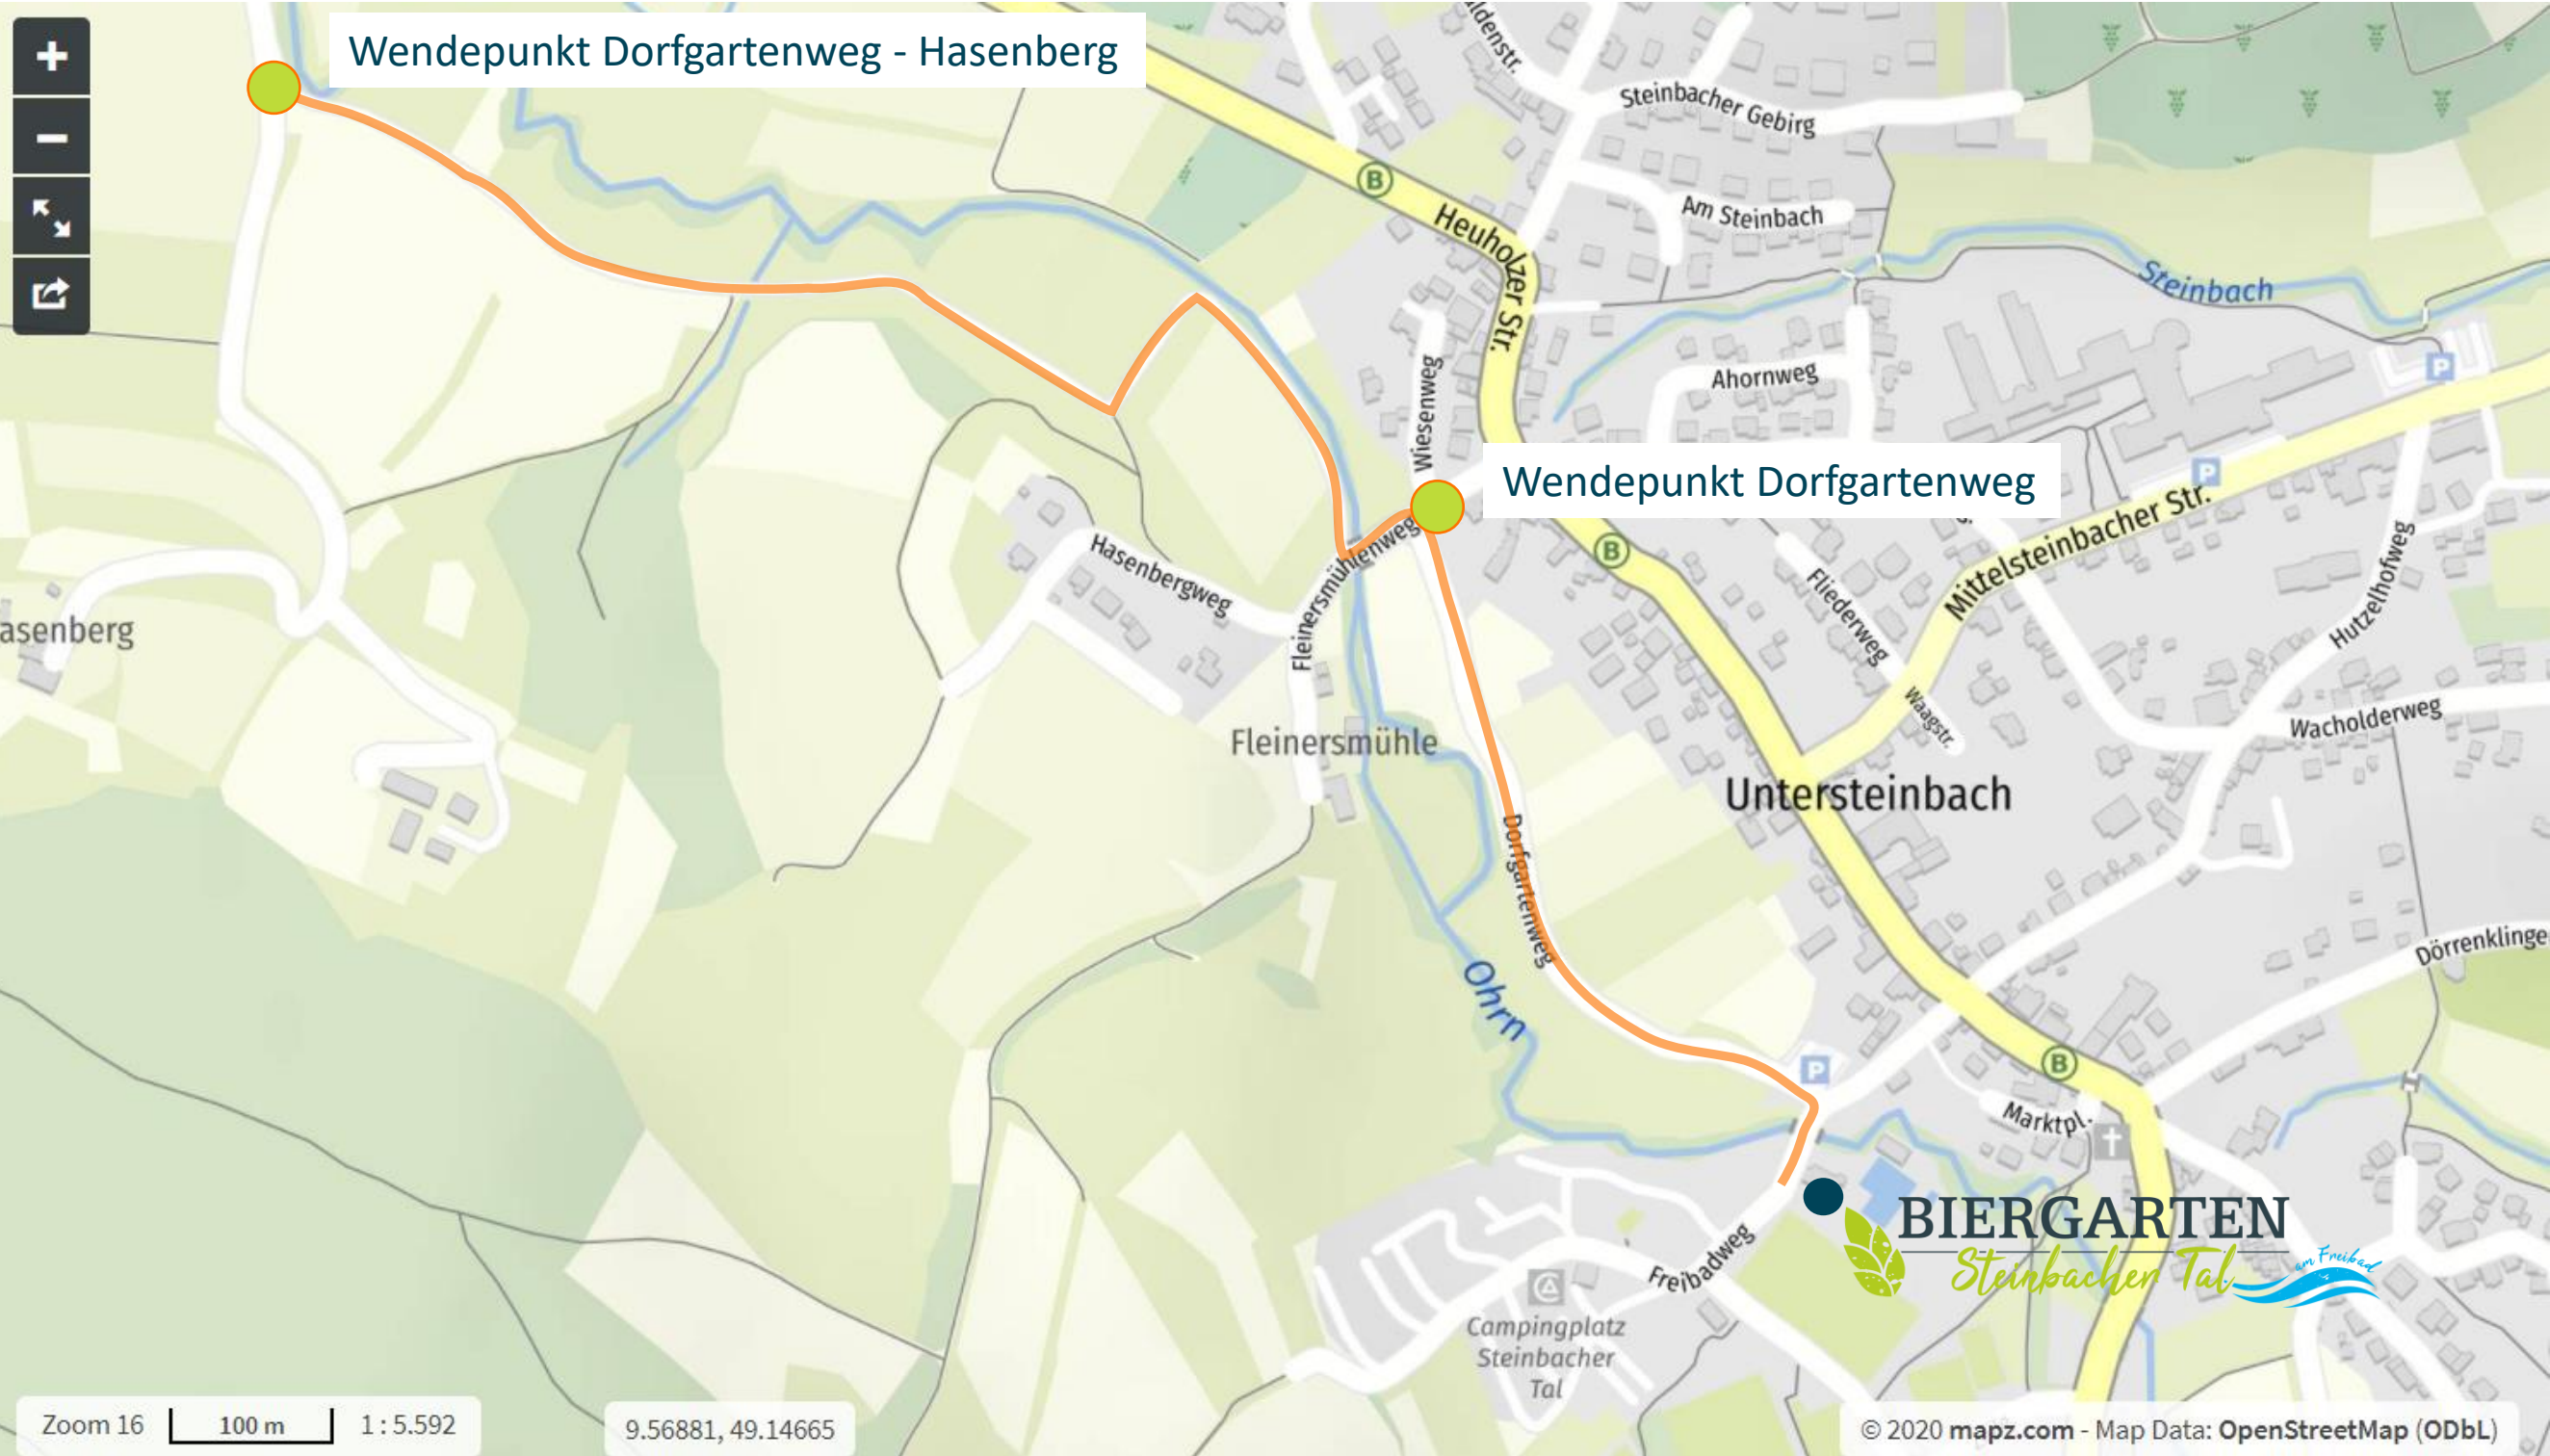 Wendepunkt Dorfgartenweg - Hasenberg
Steinbacher Gebirg
Am Steinbach
B
Heuholzer Str.
Steinbach
Wiesenweg
Ahornweg
P
Wendepunkt Dorfgartenweg
P
Mittelsteinbacher Str.
B
Hasenbergweg
Fleinersmühlenweg
Fliederweg
Hutzelhofweg
asenberg
Waagstr.
Wacholderweg
Fleinersmühle
Untersteinbach
Dorfgartenweg
Dörrenklinge
Ohrn
P
B
Marktpl.
BIERGARTEN
Steinbacher Tal
am Freibad
Freibadweg
Campingplatz
Steinbacher
Tal
Zoom 16
100 m
1 : 5.592
9.56881, 49.14665
© 2020 mapz.com - Map Data: OpenStreetMap (ODbL)